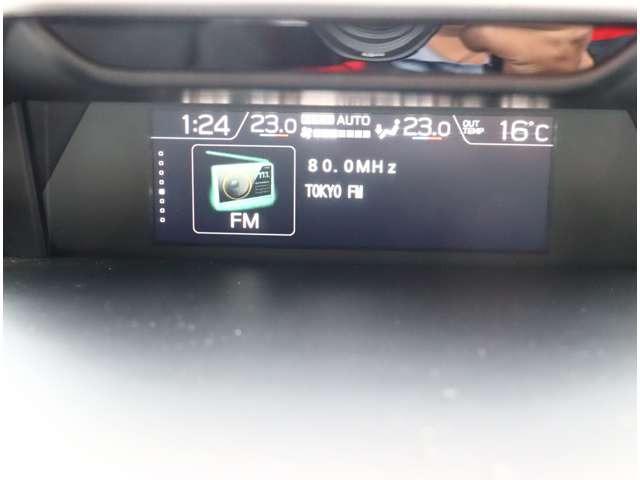 1:24 23.0 AUTO 23.0 OUT TEMP 16°C
80.0MHz
TOKYO FM
FM